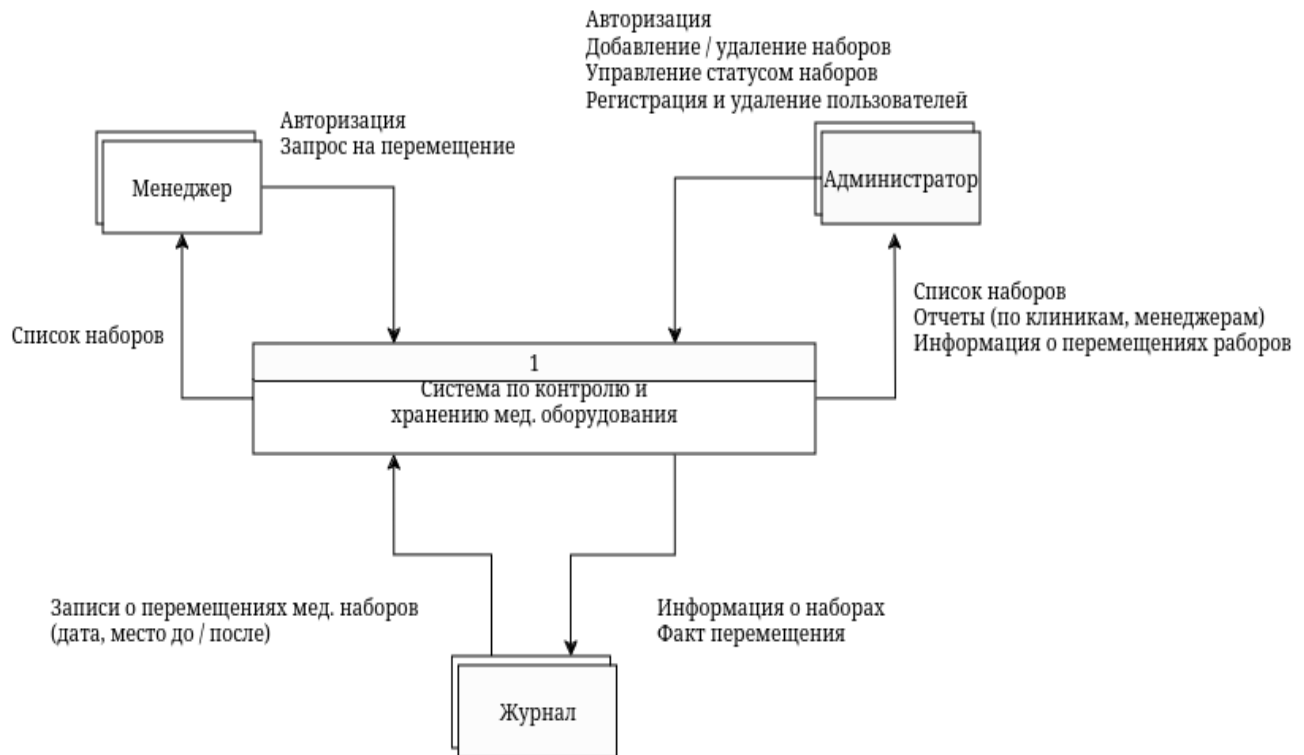 Авторизация
Добавление / удаление наборов
Управление статусом наборов
Регистрация и удаление пользователей
Авторизация
Запрос на перемещение
Менеджер
Администратор
Список наборов
Список наборов
Отчеты (по клиникам, менеджерам)
Информация о перемещениях раборов
1
Система по контролю и
хранению мед. оборудования
Записи о перемещениях мед. наборов
(дата, место до / после)
Информация о наборах
Факт перемещения
Журнал